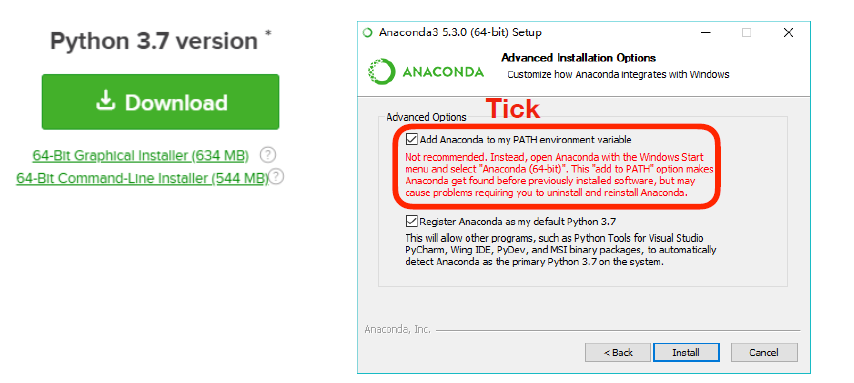 Python 3.7 version *
Download
64-Bit Graphical Installer (634 MB) ?
64-Bit Command-Line Installer (544 MB) ?
Anaconda3 5.3.0 (64-bit) Setup
ANACONDA
Advanced Installation Options
Customize how Anaconda integrates with Windows
Tick
Advanced Options
Add Anaconda to my PATH environment variable
Not recommended. Instead, open Anaconda with the Windows Start
menu and select "Anaconda (64-bit)". This "add to PATH" option makes
Anaconda get found before previously installed software, but may
cause problems requiring you to uninstall and reinstall Anaconda.
Register Anaconda as my default Python 3.7
This will allow other programs, such as Python Tools for Visual Studio
PyCharm, Wing IDE, PyDev, and MSI binary packages, to automatically
detect Anaconda as the primary Python 3.7 on the system.
Anaconda, Inc.
< Back
Install
Cancel